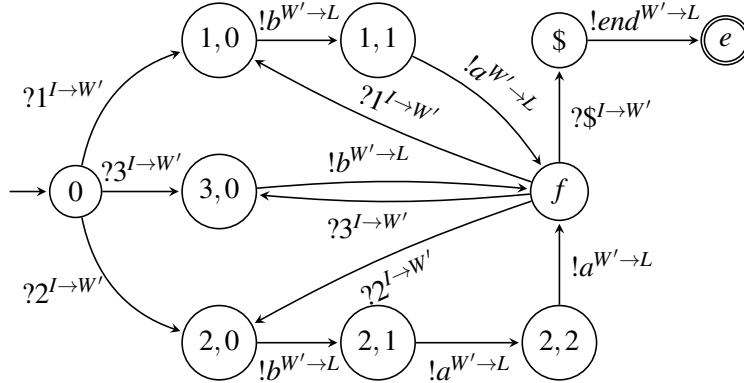 1,0
!b^{W'→L}
1,1
$
!end^{W'→L}
e
?1^{I→W'}
!a^{W'→L}
?1^{I→W'}
?$^{I→W'}
0
?3^{I→W'}
3,0
!b^{W'→L}
f
?3^{I→W'}
?2^{I→W'}
?2^{I→W'}
!a^{W'→L}
2,0
!b^{W'→L}
2,1
!a^{W'→L}
2,2